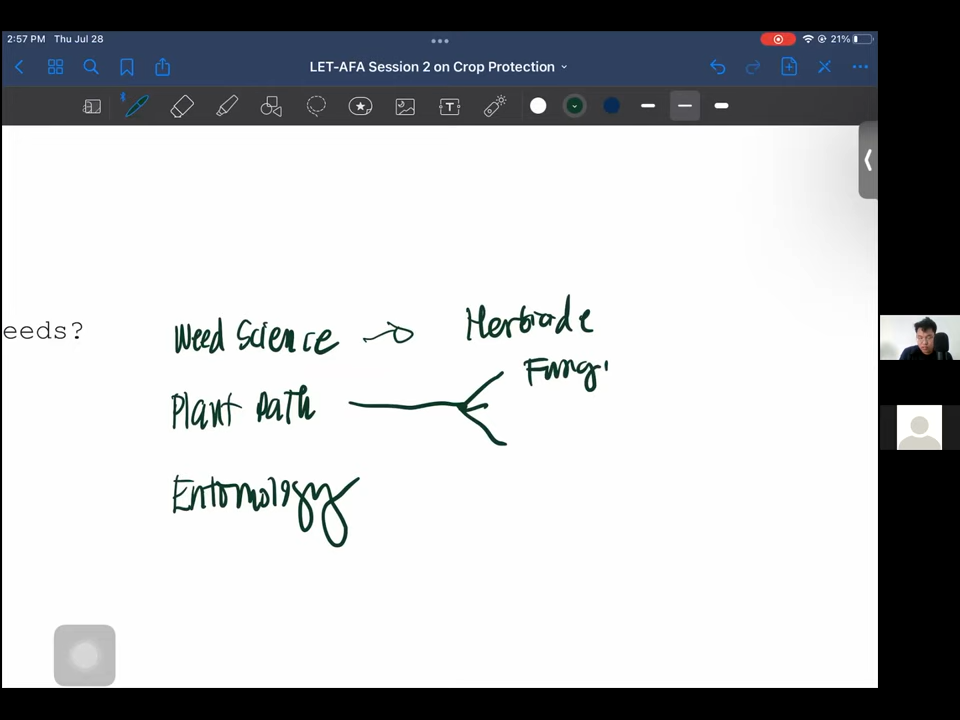 2:57 PM Thu Jul 28
21%
LET-AFA Session 2 on Crop Protection
eeds?
Weed Science
Herbicide
Fungi
Plant Path
Entomology